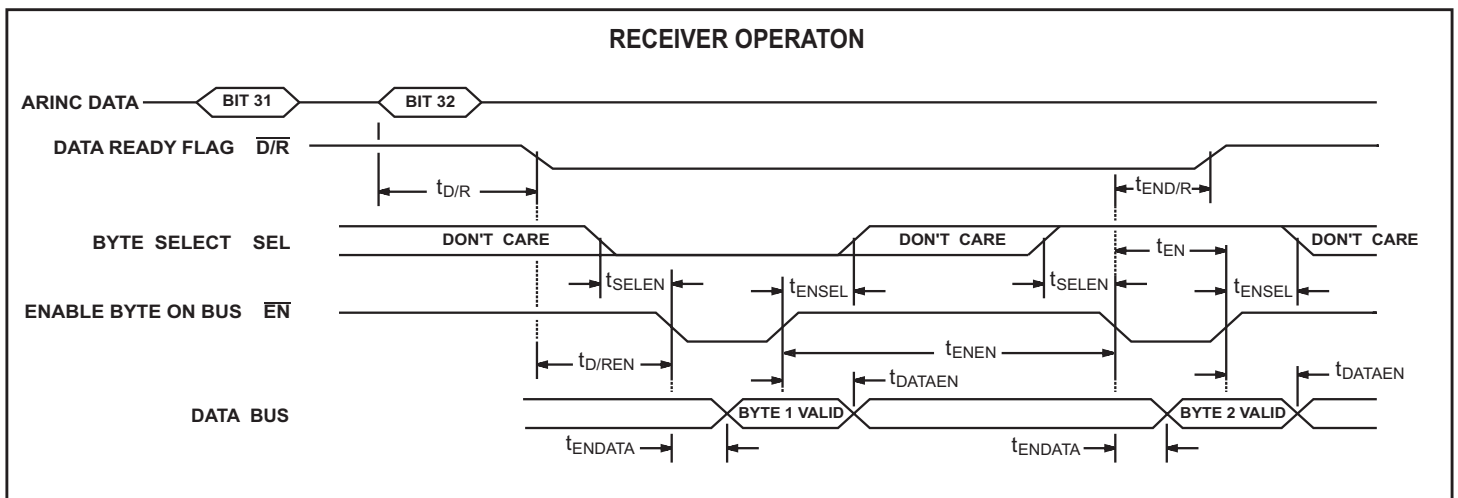 RECEIVER OPERATON
ARINC DATA BIT 31 BIT 32
DATA READY FLAG D/R
tD/R tEND/R
BYTE SELECT SEL DON'T CARE DON'T CARE DON'T CARE
tEN
tSELEN tENSEL tSELEN tENSEL
ENABLE BYTE ON BUS EN
tD/REN tENEN
tDATAEN tDATAEN
DATA BUS BYTE 1 VALID BYTE 2 VALID
tENDATA tENDATA